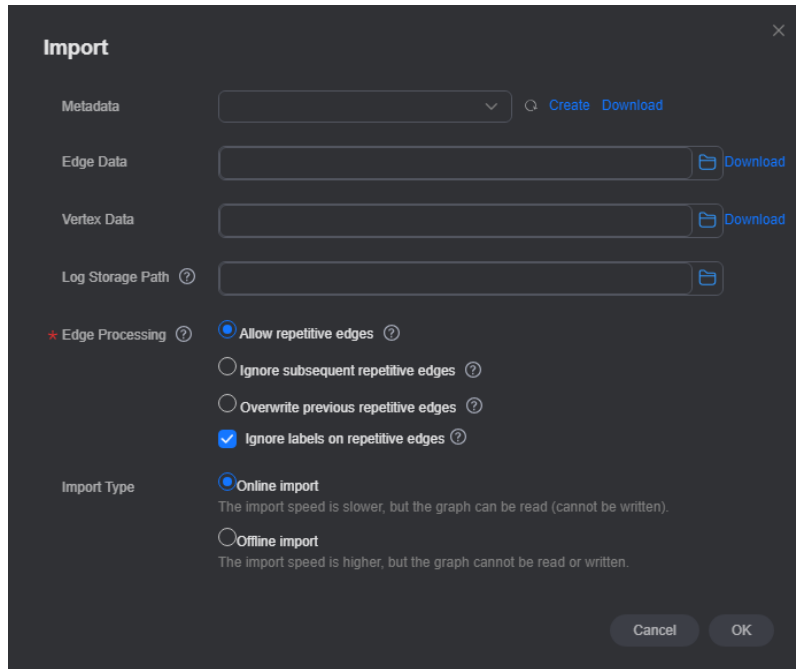 Import
Metadata Create Download
Edge Data Download
Vertex Data Download
Log Storage Path ?
* Edge Processing ? Allow repetitive edges ?
Ignore subsequent repetitive edges ?
Overwrite previous repetitive edges ?
Ignore labels on repetitive edges ?
Import Type Online import
The import speed is slower, but the graph can be read (cannot be written).
Offline import
The import speed is higher, but the graph cannot be read or written.
Cancel OK